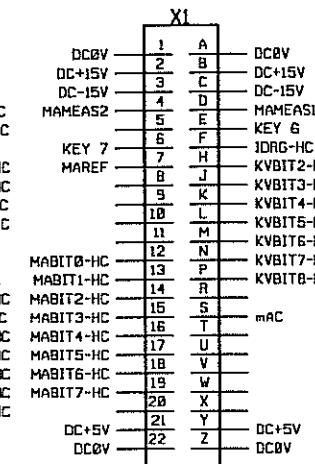 X1
DC0V 1 A DC0V
DC+15V 2 B DC+15V
DC-15V 3 C DC-15V
MAMEAS2 4 D MAMEAS1
5 E KEY 6
KEY 7 6 F IDRG-HC
MAREF 7 H KVBIT2-H
8 J KVBIT3-H
9 K KVBIT4-H
10 L KVBIT5-H
11 M KVBIT6-H
MABIT0-HC 12 N KVBIT7-H
MABIT1-HC 13 P KVBIT8-H
MABIT2-HC 14 R
MABIT3-HC 15 S mAC
MABIT4-HC 16 T
MABIT5-HC 17 U
MABIT6-HC 18 V
MABIT7-HC 19 W
20 X
DC+5V 21 Y DC+5V
DC0V 22 Z DC0V